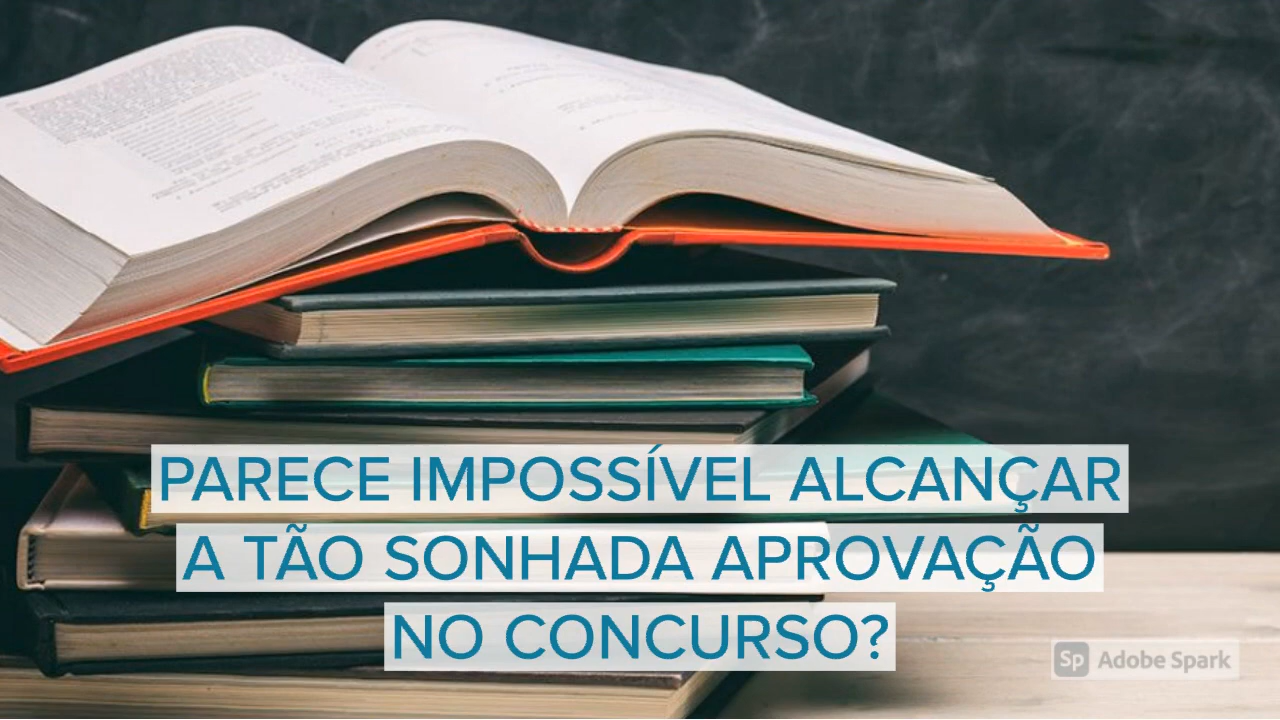 PARECE IMPOSSÍVEL ALCANÇAR
A TÃO SONHADA APROVAÇÃO
NO CONCURSO?
Sp Adobe Spark